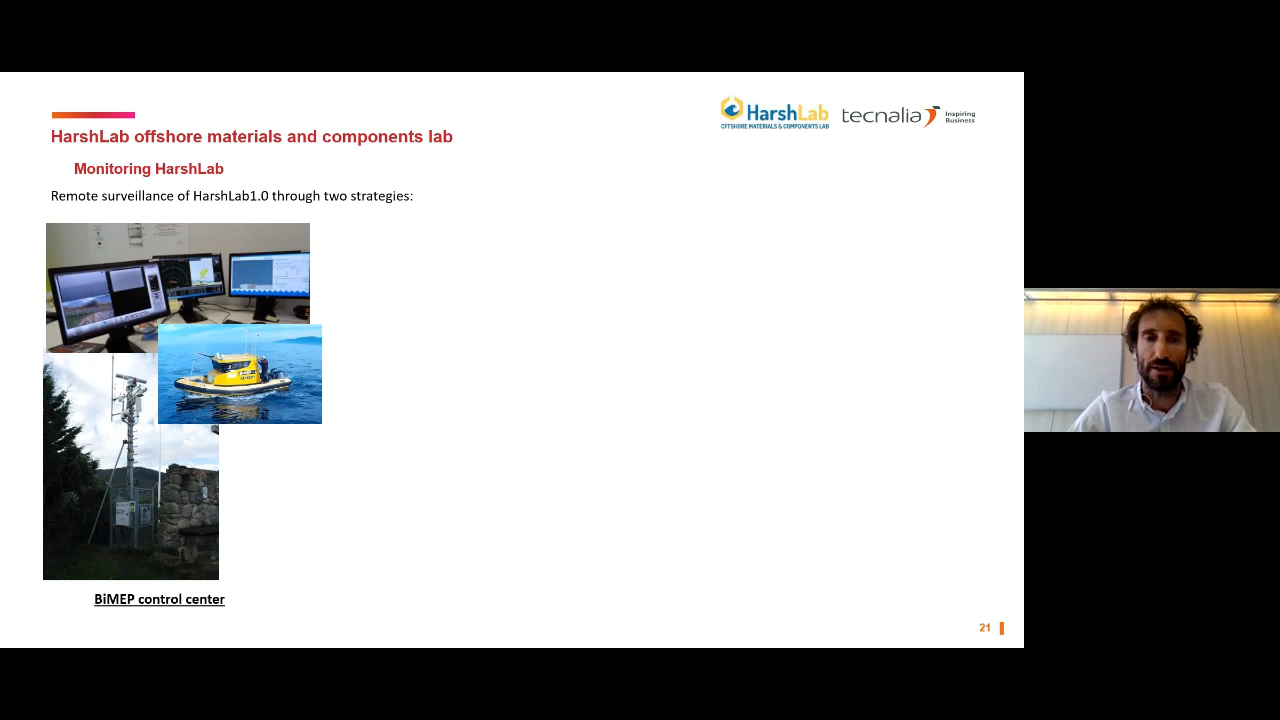 HarshLab
OFFSHORE MATERIALS & COMPONENTS LAB
tecnalia
Inspiring
Business
HarshLab offshore materials and components lab
Monitoring HarshLab
Remote surveillance of HarshLab1.0 through two strategies:
BiMEP control center
21